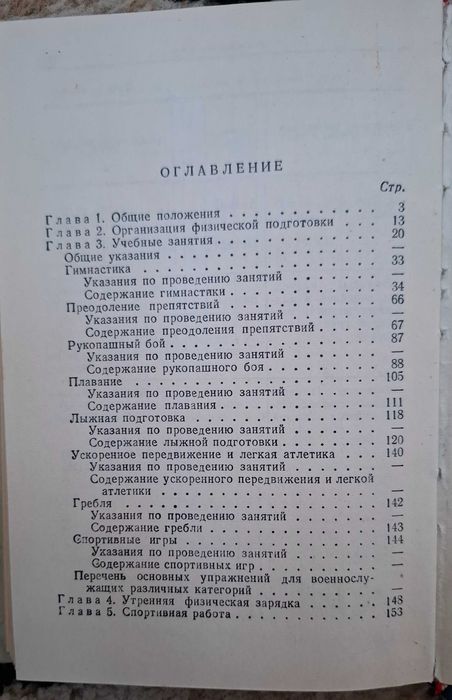 ОГЛАВЛЕНИЕ
Стр.
Глава 1. Общие положения . . . . . . . . . . . . 3
Глава 2. Организация физической подготовки . . . . 13
Глава 3. Учебные занятия . . . . . . . . . . . . 20
Общие указания . . . . . . . . . . . . . . —
Гимнастика . . . . . . . . . . . . . . . . 33
Указания по проведению занятий . . . . . . . —
Содержание гимнастики . . . . . . . . . . . 34
Преодоление препятствий . . . . . . . . . . 66
Указания по проведению занятий . . . . . . . —
Содержание преодоления препятствий . . . . . 67
Рукопашный бой . . . . . . . . . . . . . . 87
Указания по проведению занятий . . . . . . . —
Содержание рукопашного боя . . . . . . . . . 88
Плавание . . . . . . . . . . . . . . . . . 105
Указания по проведению занятий . . . . . . . —
Содержание плавания . . . . . . . . . . . . 111
Лыжная подготовка . . . . . . . . . . . . . 118
Указания по проведению занятий . . . . . . . —
Содержание лыжной подготовки . . . . . . . . 120
Ускоренное передвижение и легкая атлетика . . . 140
Указания по проведению занятий . . . . . . . —
Содержание ускоренного передвижения и легкой
атлетики . . . . . . . . . . . . . . . —
Гребля . . . . . . . . . . . . . . . . . . 142
Указания по проведению занятий . . . . . . . —
Содержание гребли . . . . . . . . . . . . . 143
Спортивные игры . . . . . . . . . . . . . . 144
Указания по проведению занятий . . . . . . . —
Содержание спортивных игр . . . . . . . . . —
Перечень основных упражнений для военнослу-
жащих различных категорий . . . . . . . . —
Глава 4. Утренняя физическая зарядка . . . . . . 148
Глава 5. Спортивная работа . . . . . . . . . . . 153